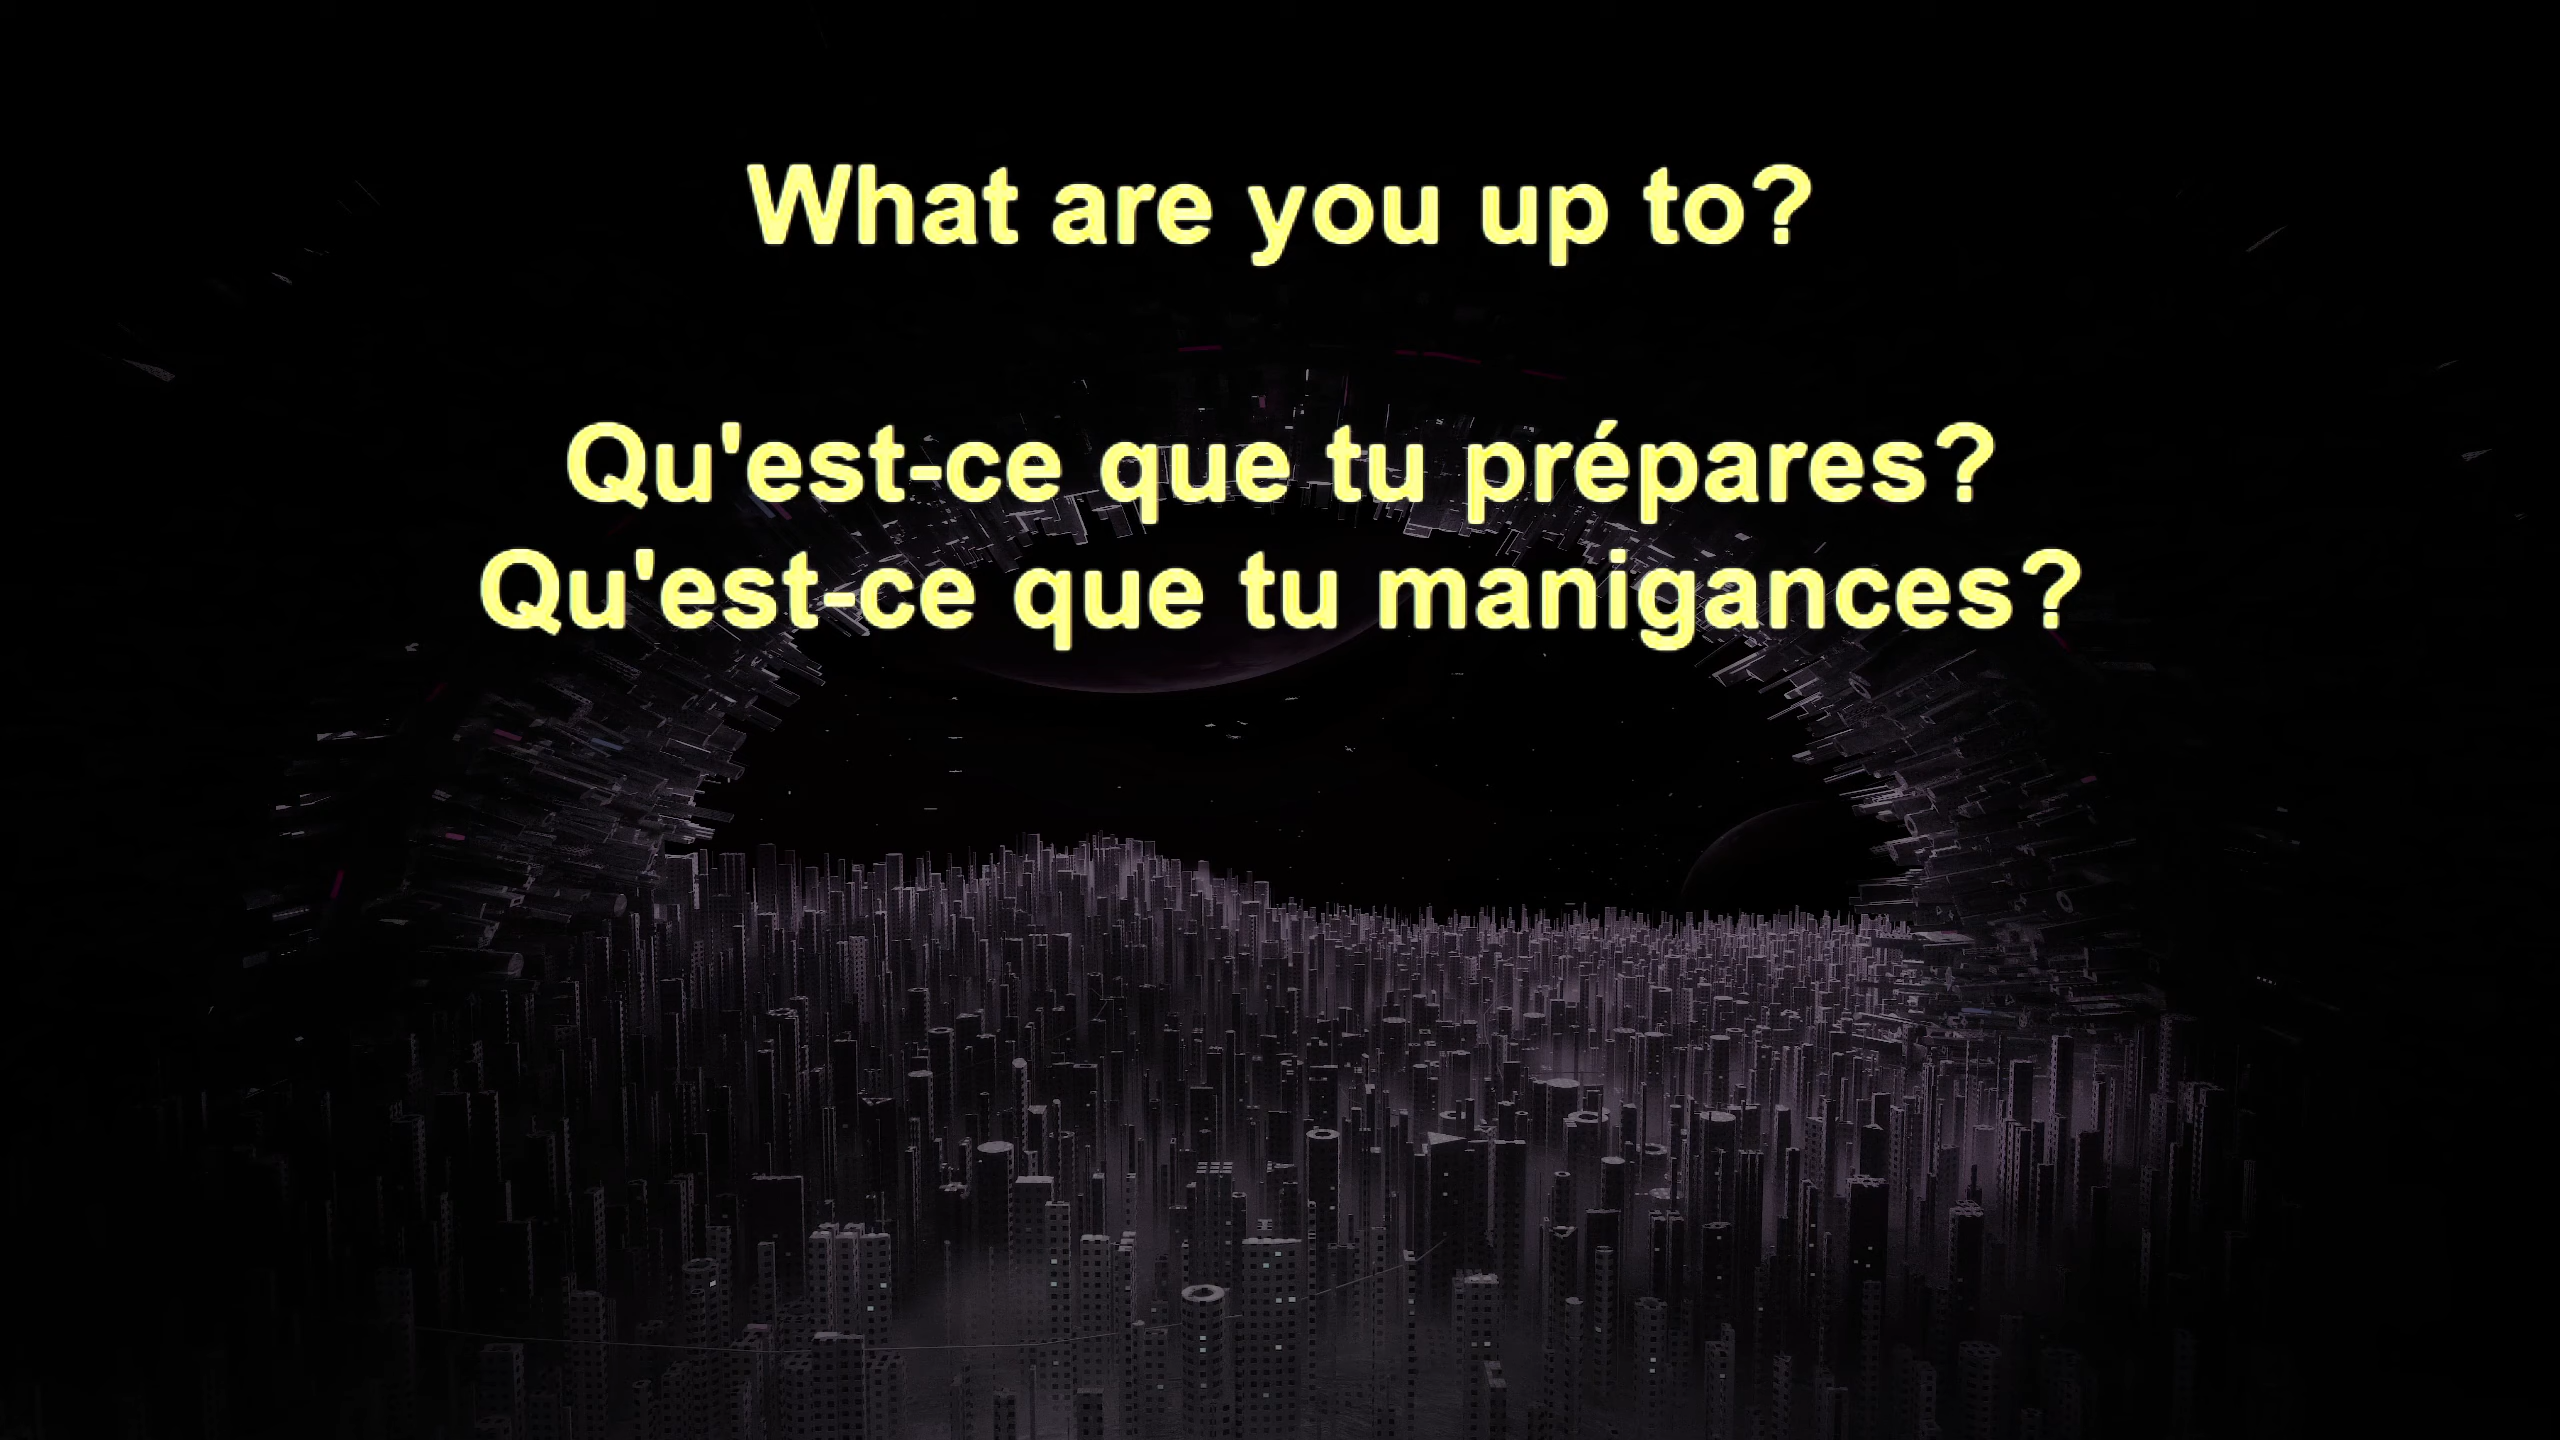 What are you up to?
Qu'est-ce que tu prépares?
Qu'est-ce que tu manigances?